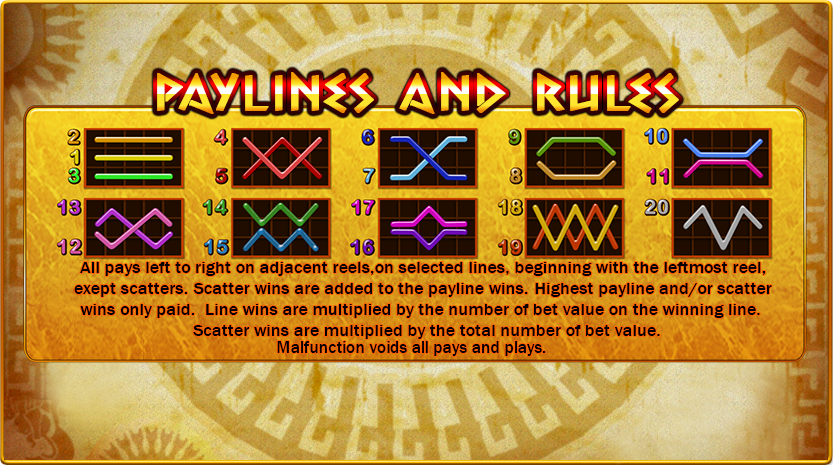 PAYLINES AND RULES
2 4 6 9 10
1
3 5 7 8 11
13 14 17 18 20
12 15 16 19
All pays left to right on adjacent reels,on selected lines, beginning with the leftmost reel,
exept scatters. Scatter wins are added to the payline wins. Highest payline and/or scatter
wins only paid. Line wins are multiplied by the number of bet value on the winning line.
Scatter wins are multiplied by the total number of bet value.
Malfunction voids all pays and plays.